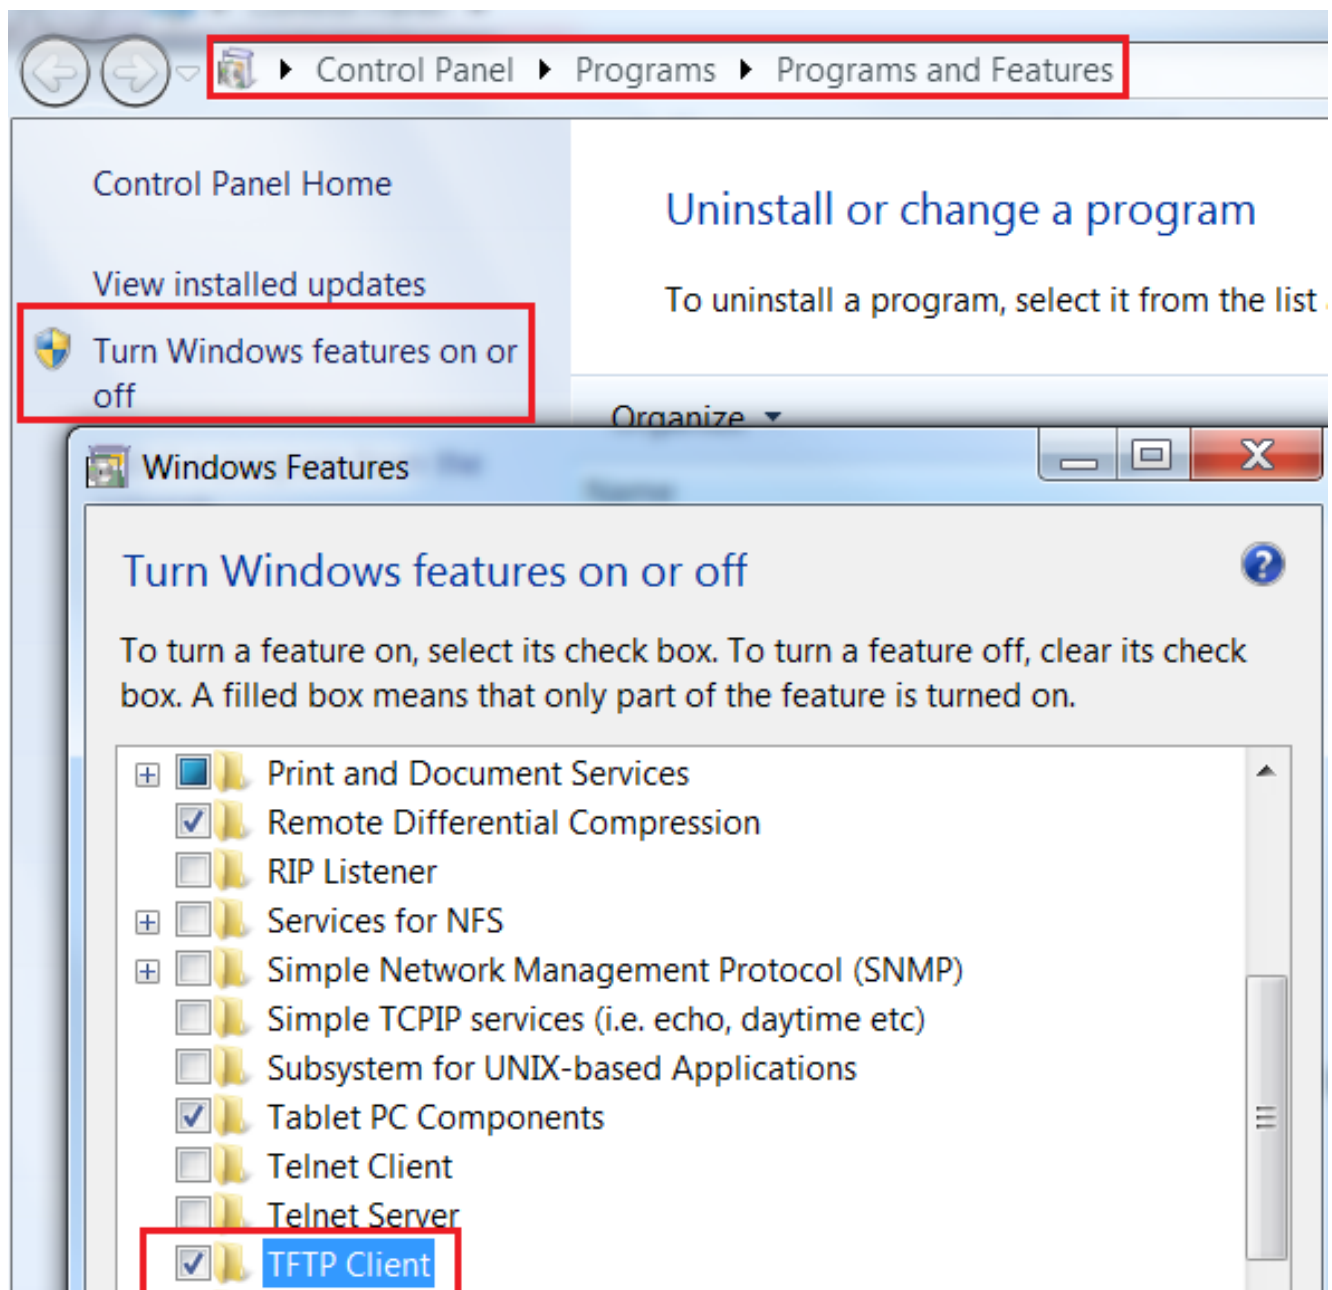 Control Panel Programs Programs and Features
Control Panel Home
View installed updates
Turn Windows features on or
off
Uninstall or change a program
To uninstall a program, select it from the list
Organize
Windows Features
Name
Turn Windows features on or off
To turn a feature on, select its check box. To turn a feature off, clear its check
box. A filled box means that only part of the feature is turned on.
Print and Document Services
Remote Differential Compression
RIP Listener
Services for NFS
Simple Network Management Protocol (SNMP)
Simple TCPIP services (i.e. echo, daytime etc)
Subsystem for UNIX-based Applications
Tablet PC Components
Telnet Client
Telnet Server
TFTP Client